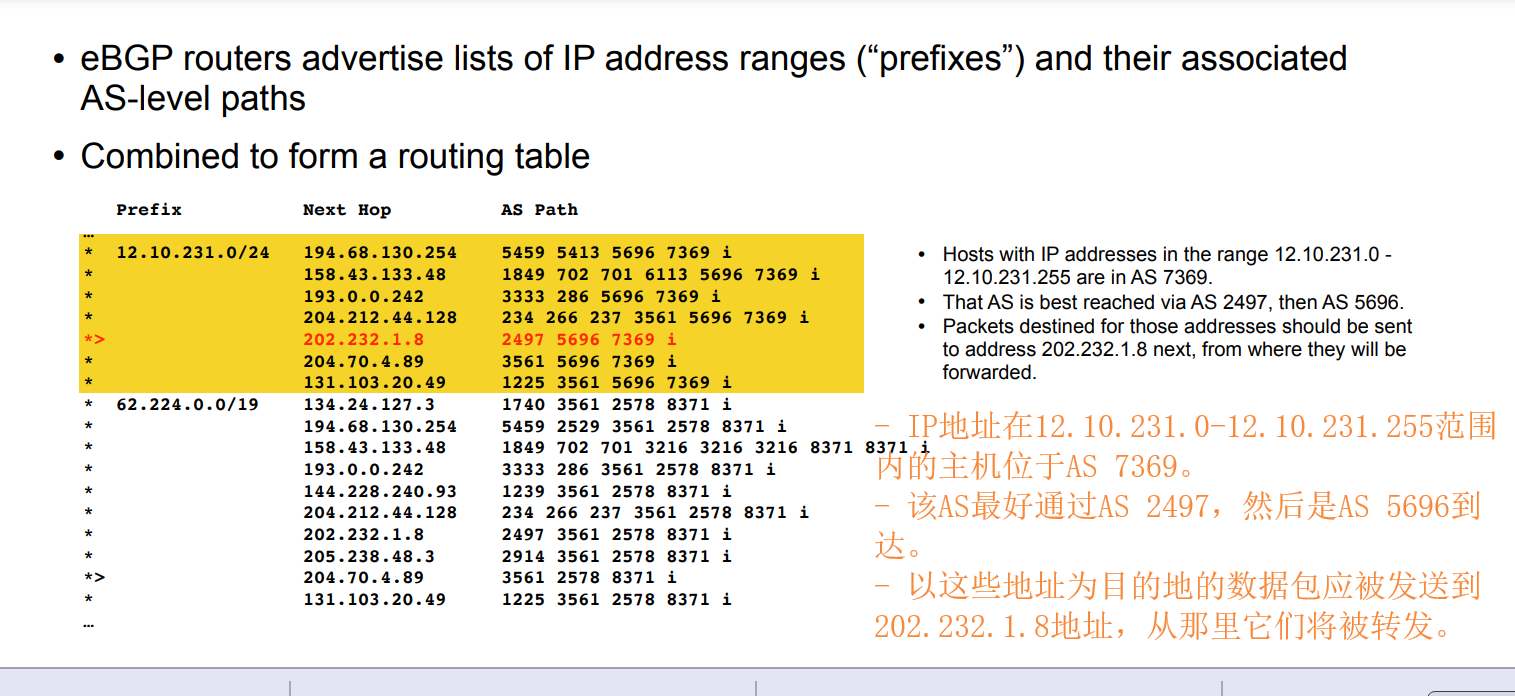 • eBGP routers advertise lists of IP address ranges (“prefixes”) and their associated
AS-level paths
• Combined to form a routing table
Prefix Next Hop AS Path
…
* 12.10.231.0/24 194.68.130.254 5459 5413 5696 7369 i
* 158.43.133.48 1849 702 701 6113 5696 7369 i
* 193.0.0.242 3333 286 5696 7369 i
* 204.212.44.128 234 266 237 3561 5696 7369 i
*> 202.232.1.8 2497 5696 7369 i
* 204.70.4.89 3561 5696 7369 i
* 131.103.20.49 1225 3561 5696 7369 i
* 62.224.0.0/19 134.24.127.3 1740 3561 2578 8371 i
* 194.68.130.254 5459 2529 3561 2578 8371 i
* 158.43.133.48 1849 702 701 3216 3216 3216 8371 8371 i
* 193.0.0.242 3333 286 3561 2578 8371 i
* 144.228.240.93 1239 3561 2578 8371 i
* 204.212.44.128 234 266 237 3561 2578 8371 i
* 202.232.1.8 2497 3561 2578 8371 i
* 205.238.48.3 2914 3561 2578 8371 i
*> 204.70.4.89 3561 2578 8371 i
* 131.103.20.49 1225 3561 2578 8371 i
…
• Hosts with IP addresses in the range 12.10.231.0 -
12.10.231.255 are in AS 7369.
• That AS is best reached via AS 2497, then AS 5696.
• Packets destined for those addresses should be sent
to address 202.232.1.8 next, from where they will be
forwarded.
- IP地址在12.10.231.0-12.10.231.255范围
内的主机位于AS 7369。
- 该AS最好通过AS 2497，然后是AS 5696到
达。
- 以这些地址为目的地的数据包应被发送到
202.232.1.8地址，从那里它们将被转发。